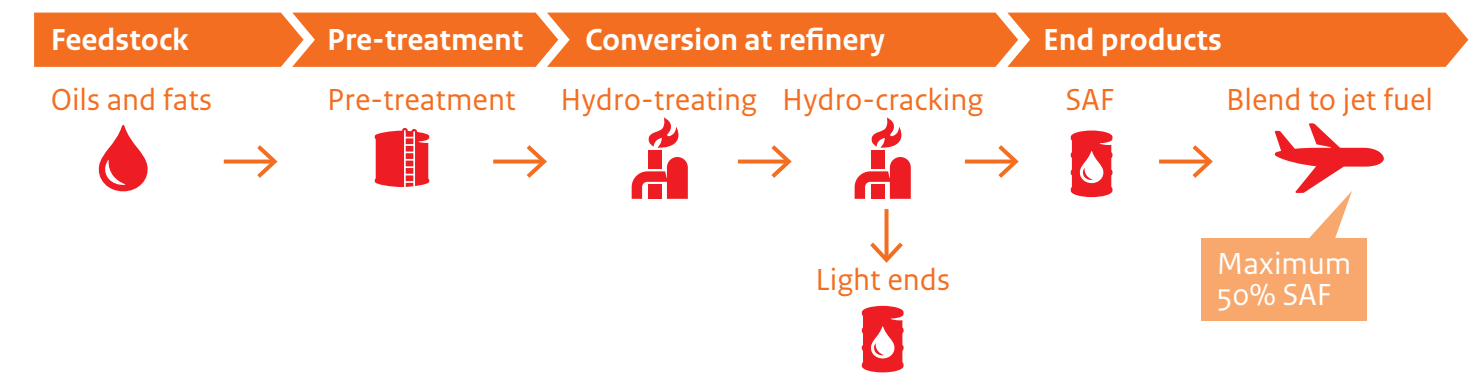 Feedstock
Pre-treatment
Conversion at refinery
End products
Oils and fats
Pre-treatment
Hydro-treating
Hydro-cracking
SAF
Blend to jet fuel
Light ends
Maximum
50% SAF